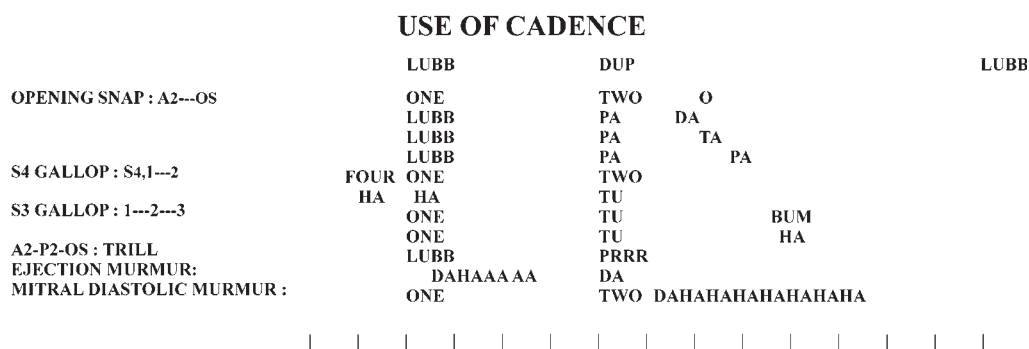 USE OF CADENCE
LUBB DUP LUBB
OPENING SNAP : A2---OS ONE TWO O
LUBB PA DA
LUBB PA TA
LUBB PA PA
S4 GALLOP : S4,1---2 FOUR ONE TWO
HA HA TU
S3 GALLOP : 1---2---3 ONE TU BUM
ONE TU HA
A2-P2-OS : TRILL LUBB PRRR
EJECTION MURMUR: DAHAAA AA DA
MITRAL DIASTOLIC MURMUR : ONE TWO DAHAHAHAHAHAHAHA